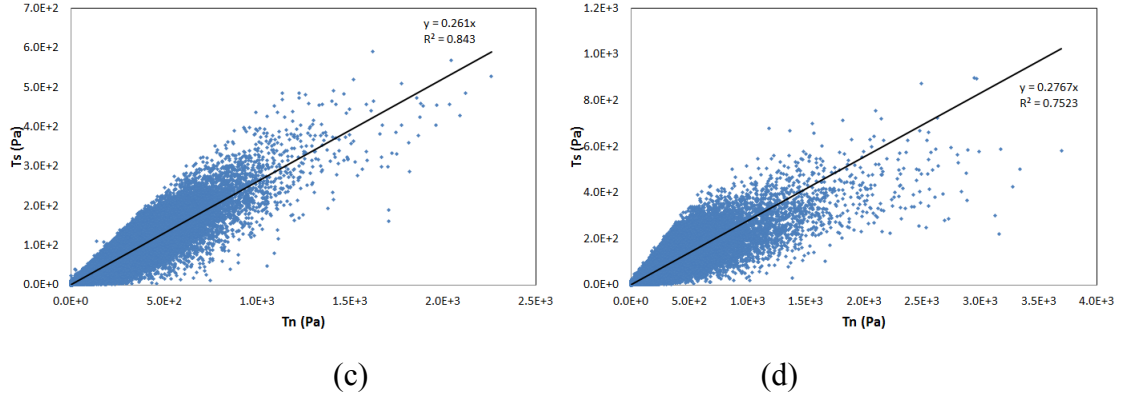 7.0E+2
y = 0.261x
R² = 0.843
6.0E+2
5.0E+2
4.0E+2
3.0E+2
2.0E+2
1.0E+2
0.0E+0
Ts (Pa)
0.0E+0 5.0E+2 1.0E+3 1.5E+3 2.0E+3 2.5E+3
Tn (Pa)
(c)
1.2E+3
1.0E+3
y = 0.2767x
R² = 0.7523
8.0E+2
6.0E+2
4.0E+2
2.0E+2
0.0E+0
Ts (Pa)
0.0E+0 5.0E+2 1.0E+3 1.5E+3 2.0E+3 2.5E+3 3.0E+3 3.5E+3 4.0E+3
Tn (Pa)
(d)